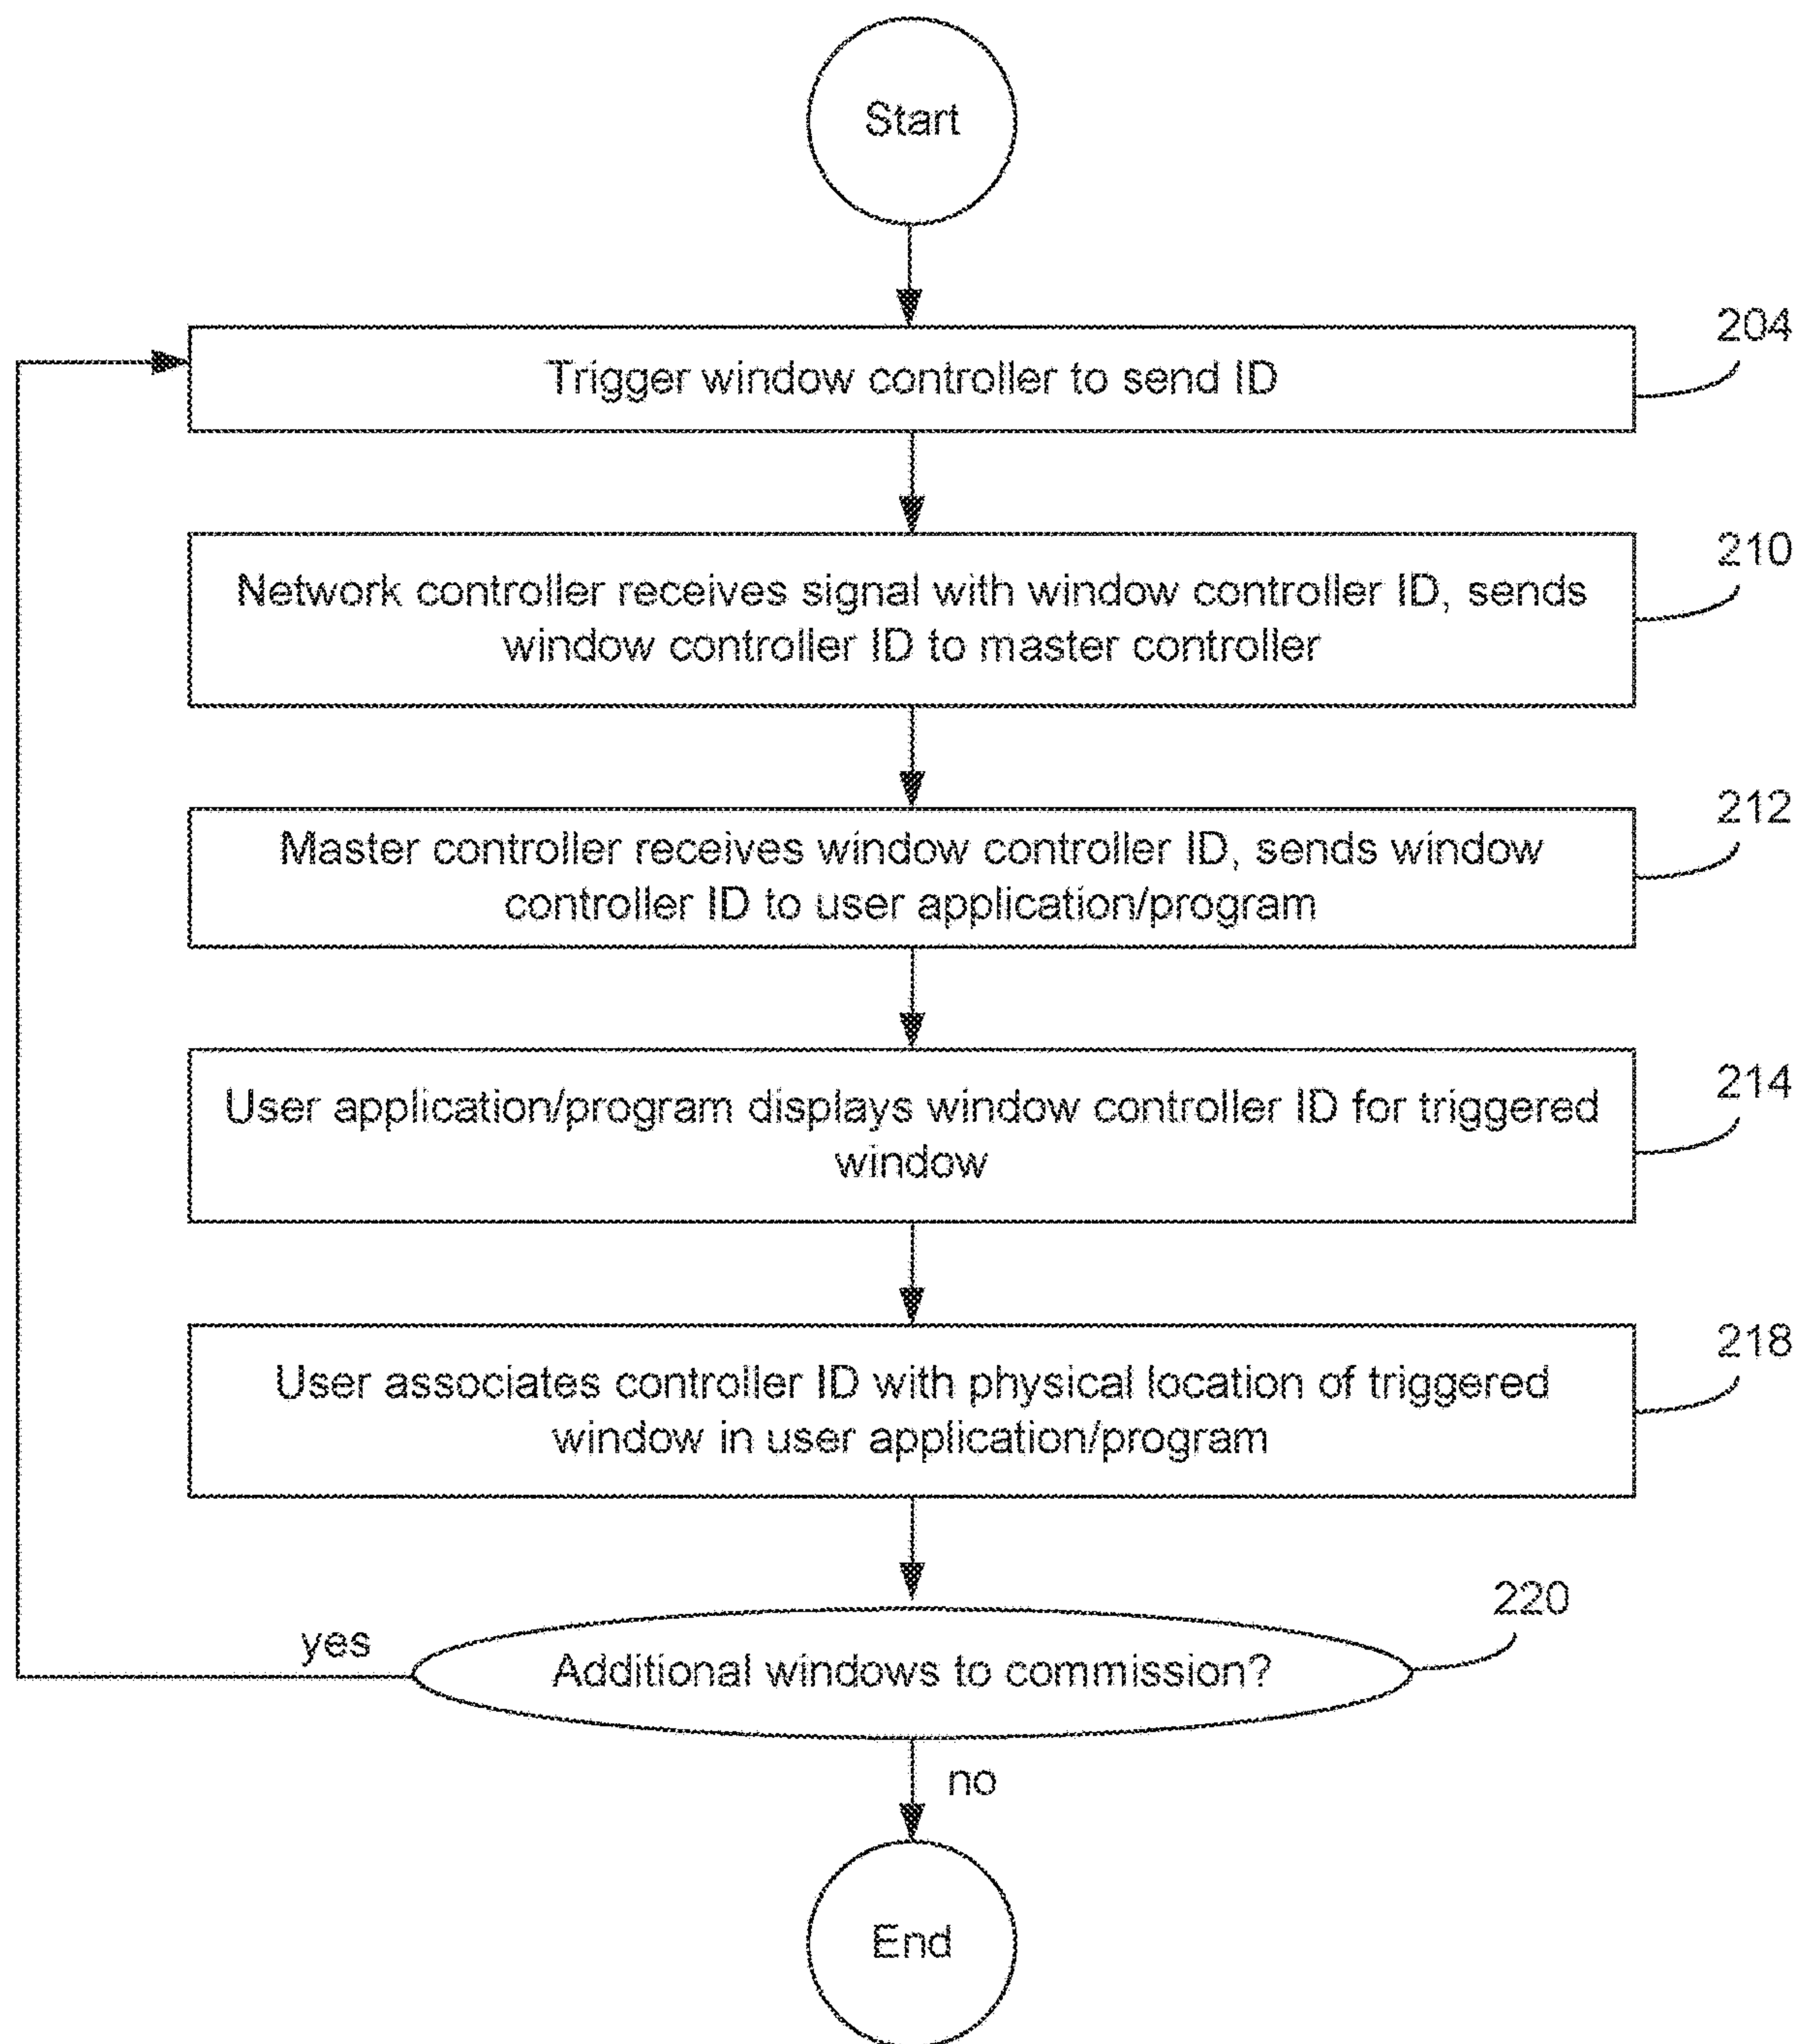 Start
204
Trigger window controller to send ID
210
Network controller receives signal with window controller ID, sends
window controller ID to master controller
212
Master controller receives window controller ID, sends window
controller ID to user application/program
214
User application/program displays window controller ID for triggered
window
218
User associates controller ID with physical location of triggered
window in user application/program
220
yes
Additional windows to commission?
no
End